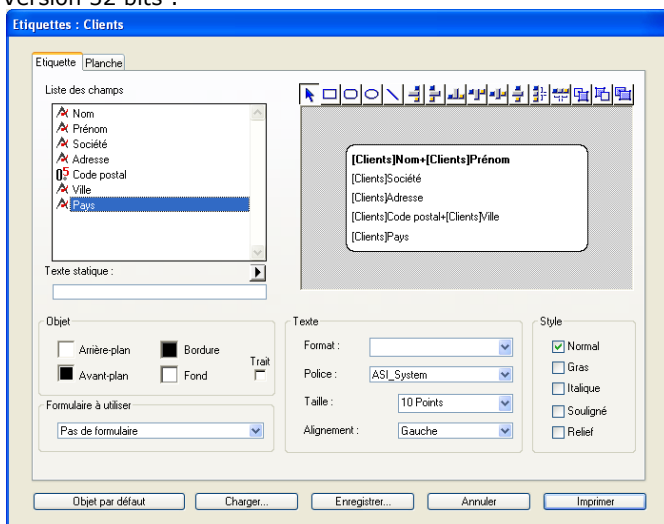 Version 32 bits :
Etiquettes : Clients
Etiquette Planche
Liste des champs
Nom
Prénom
Société
Adresse
Code postal
Ville
Pays
Texte statique :
[Clients]Nom+[Clients]Prénom
[Clients]Société
[Clients]Adresse
[Clients]Code postal+[Clients]Ville
[Clients]Pays
Objet
Arrière-plan Bordure
Avant-plan Fond
Trait
Formulaire à utiliser
Pas de formulaire
Texte
Format :
Police : ASI_System
Taille : 10 Points
Alignement : Gauche
Style
Normal
Gras
Italique
Souligné
Relief
Objet par défaut Charger... Enregistrer... Annuler Imprimer